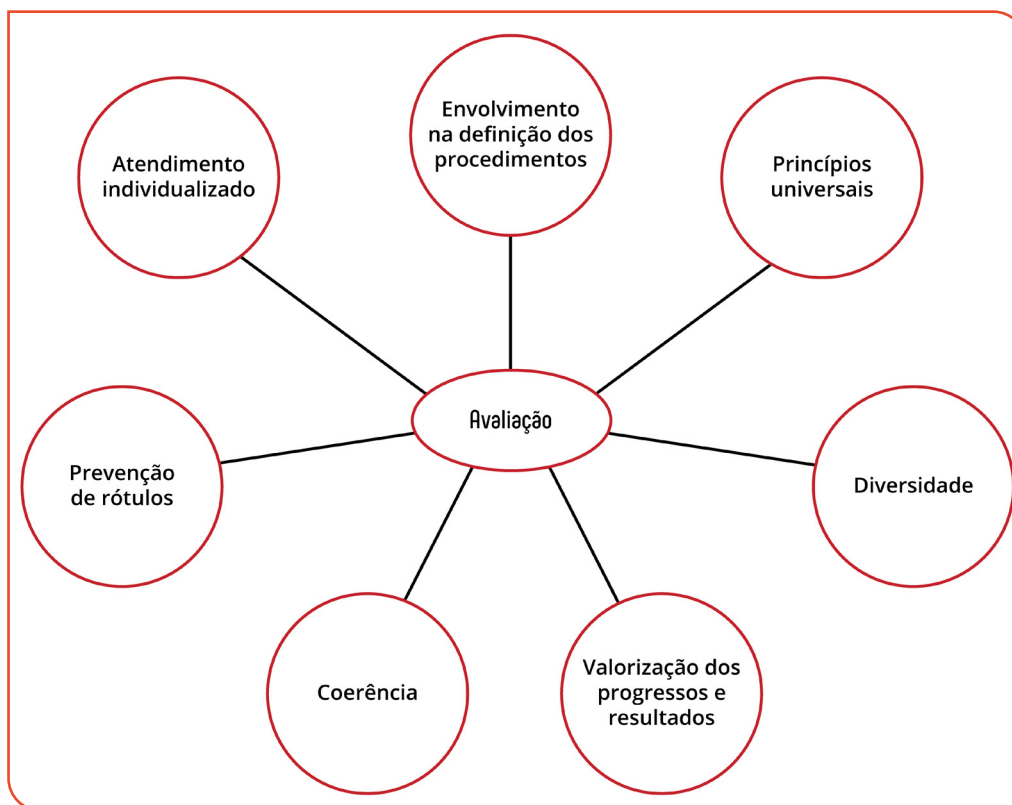 Envolvimento
na definição dos
procedimentos
Atendimento
individualizado
Princípios
universais
Avaliação
Prevenção
de rótulos
Diversidade
Coerência
Valorização dos
progressos e
resultados